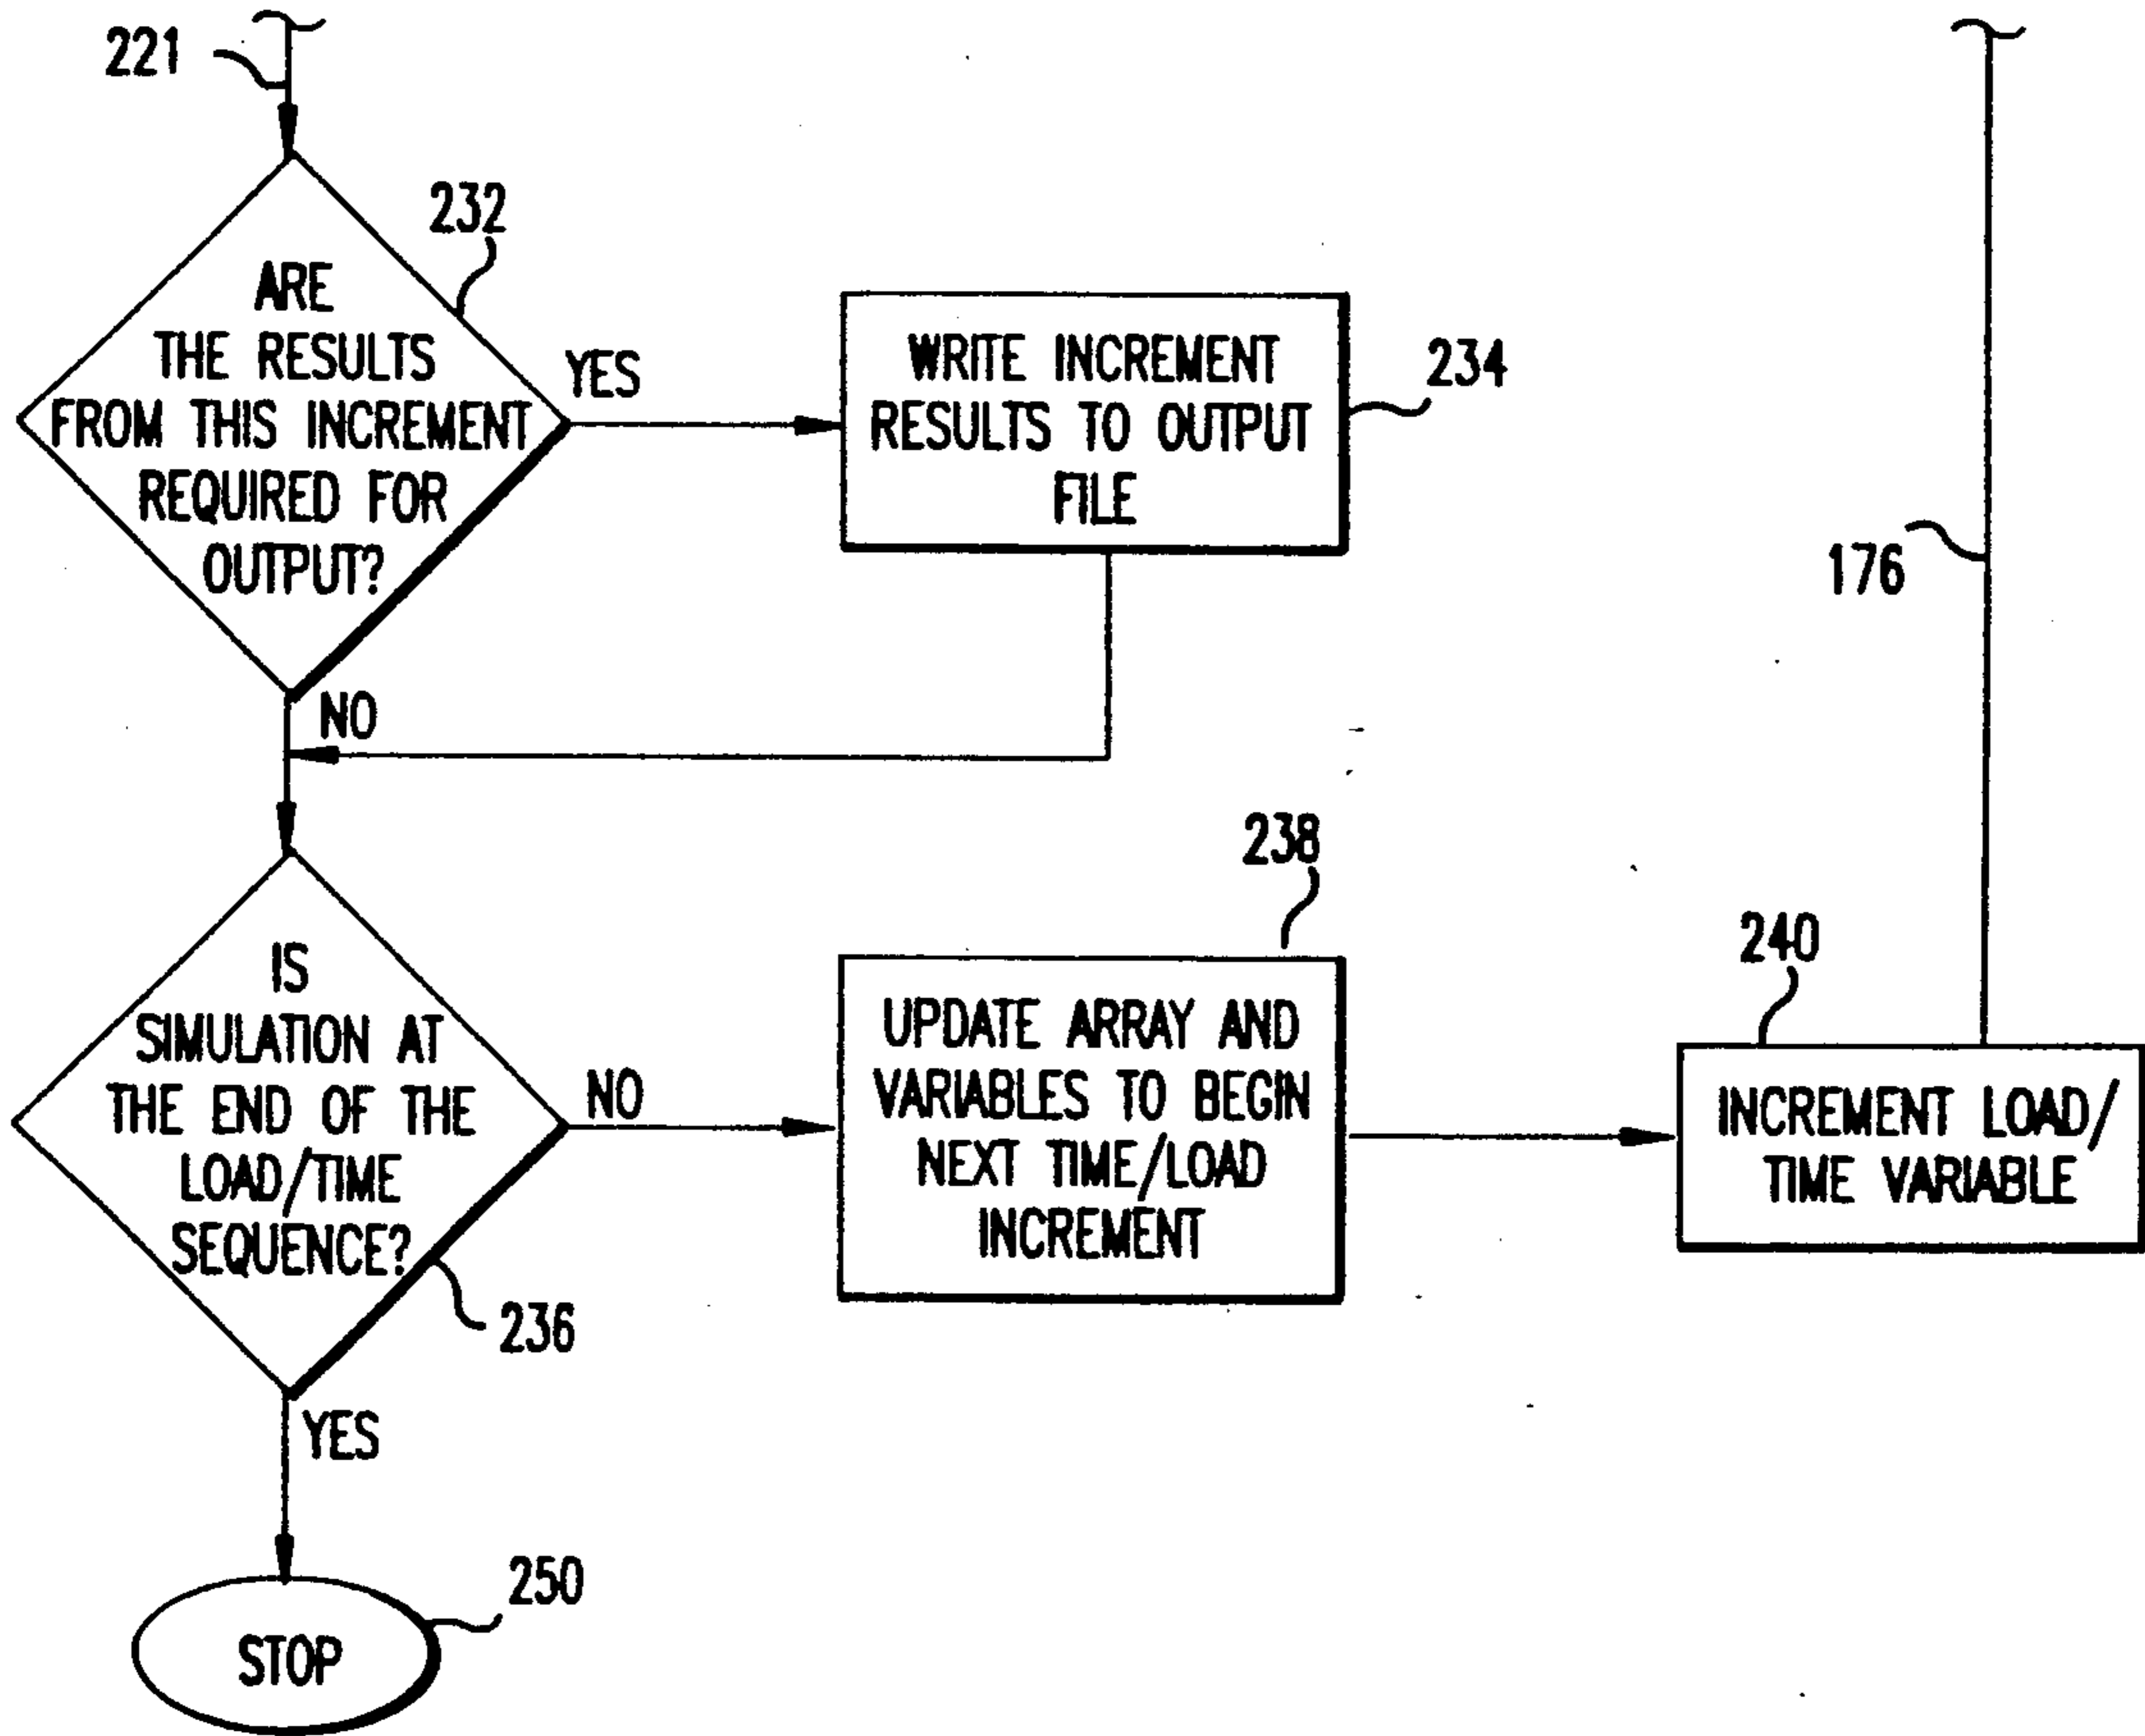 221
232
ARE
THE RESULTS
FROM THIS INCREMENT
REQUIRED FOR
OUTPUT?
YES
WRITE INCREMENT
RESULTS TO OUTPUT
FILE
234
176
NO
IS
SIMULATION AT
THE END OF THE
LOAD/TIME
SEQUENCE?
236
NO
238
UPDATE ARRAY AND
VARIABLES TO BEGIN
NEXT TIME/LOAD
INCREMENT
240
INCREMENT LOAD/
TIME VARIABLE
YES
250
STOP